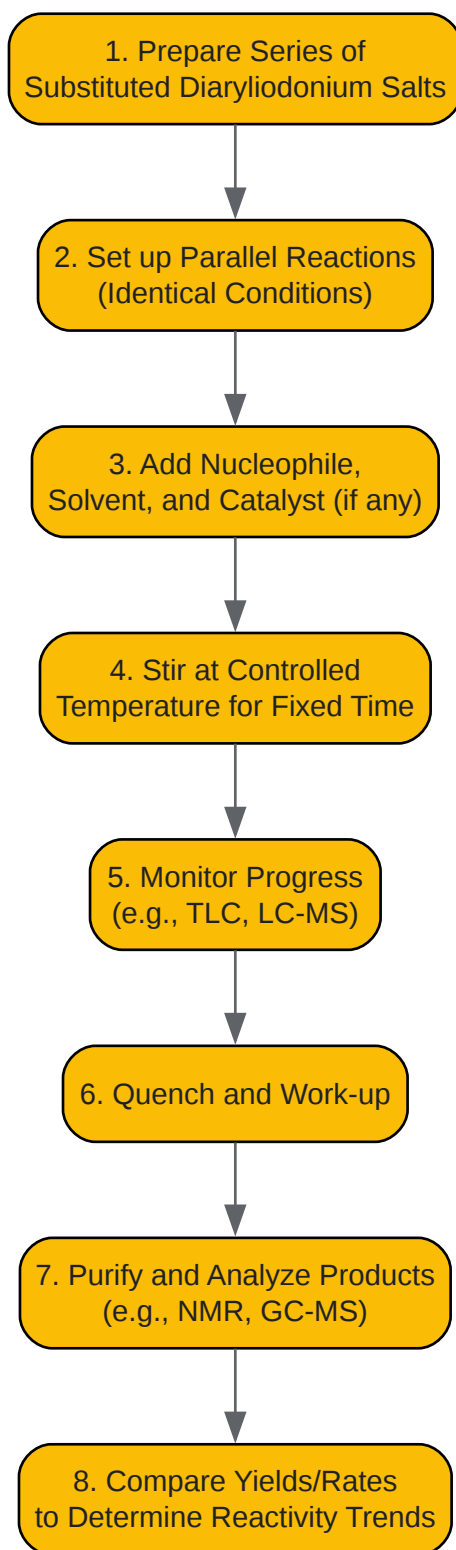 1. Prepare Series of
Substituted Diaryliodonium Salts
2. Set up Parallel Reactions
(Identical Conditions)
3. Add Nucleophile,
Solvent, and Catalyst (if any)
4. Stir at Controlled
Temperature for Fixed Time
5. Monitor Progress
(e.g., TLC, LC-MS)
6. Quench and Work-up
7. Purify and Analyze Products
(e.g., NMR, GC-MS)
8. Compare Yields/Rates
to Determine Reactivity Trends